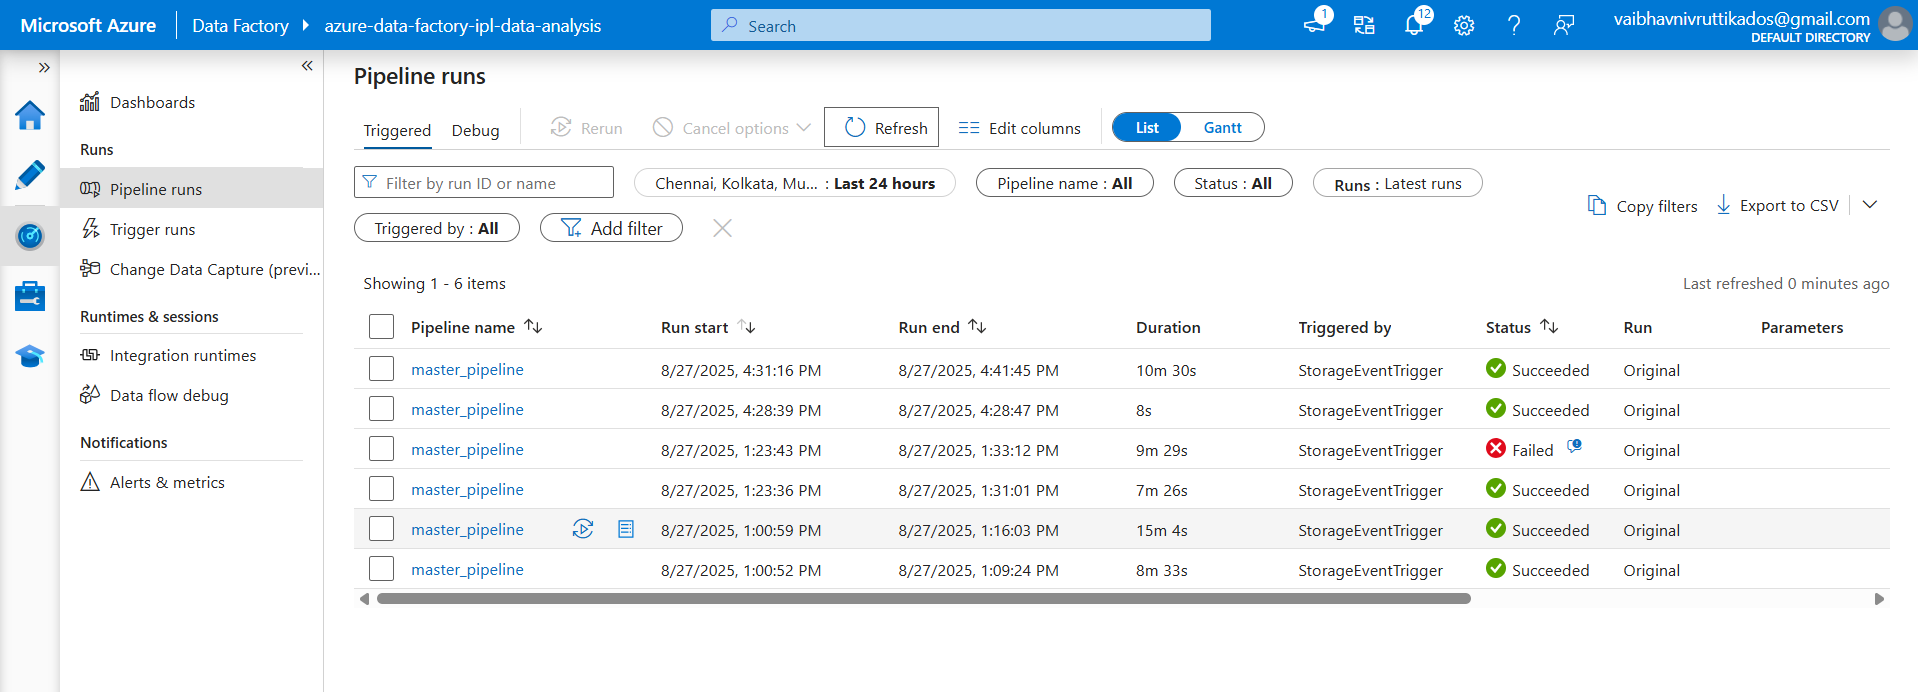 Microsoft Azure
Data Factory
azure-data-factory-ipl-data-analysis
Search
1
12
vaibhavnivruttikados@gmail.com
DEFAULT DIRECTORY
Dashboards
Runs
Pipeline runs
Trigger runs
Change Data Capture (previ...
Runtimes & sessions
Integration runtimes
Data flow debug
Notifications
Alerts & metrics
Pipeline runs
Triggered Debug Rerun Cancel options Refresh Edit columns List Gantt
Filter by run ID or name
Chennai, Kolkata, Mu... : Last 24 hours
Pipeline name : All
Status : All
Runs : Latest runs
Triggered by : All
Add filter
Copy filters
Export to CSV
Showing 1 - 6 items
Last refreshed 0 minutes ago
Pipeline name Run start Run end Duration Triggered by Status Run Parameters
master_pipeline 8/27/2025, 4:31:16 PM 8/27/2025, 4:41:45 PM 10m 30s StorageEventTrigger Succeeded Original
master_pipeline 8/27/2025, 4:28:39 PM 8/27/2025, 4:28:47 PM 8s StorageEventTrigger Succeeded Original
master_pipeline 8/27/2025, 1:23:43 PM 8/27/2025, 1:33:12 PM 9m 29s StorageEventTrigger Failed Original
master_pipeline 8/27/2025, 1:23:36 PM 8/27/2025, 1:31:01 PM 7m 26s StorageEventTrigger Succeeded Original
master_pipeline 8/27/2025, 1:00:59 PM 8/27/2025, 1:16:03 PM 15m 4s StorageEventTrigger Succeeded Original
master_pipeline 8/27/2025, 1:00:52 PM 8/27/2025, 1:09:24 PM 8m 33s StorageEventTrigger Succeeded Original